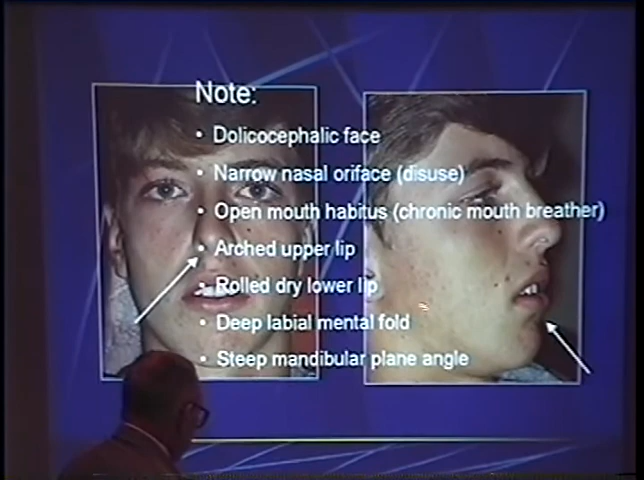 Note:
• Dolicocephalic face
• Narrow nasal oriface (disuse)
• Open mouth habitus (chronic mouth breather)
• Arched upper lip
• Rolled dry lower lip
• Deep labial mental fold
• Steep mandibular plane angle